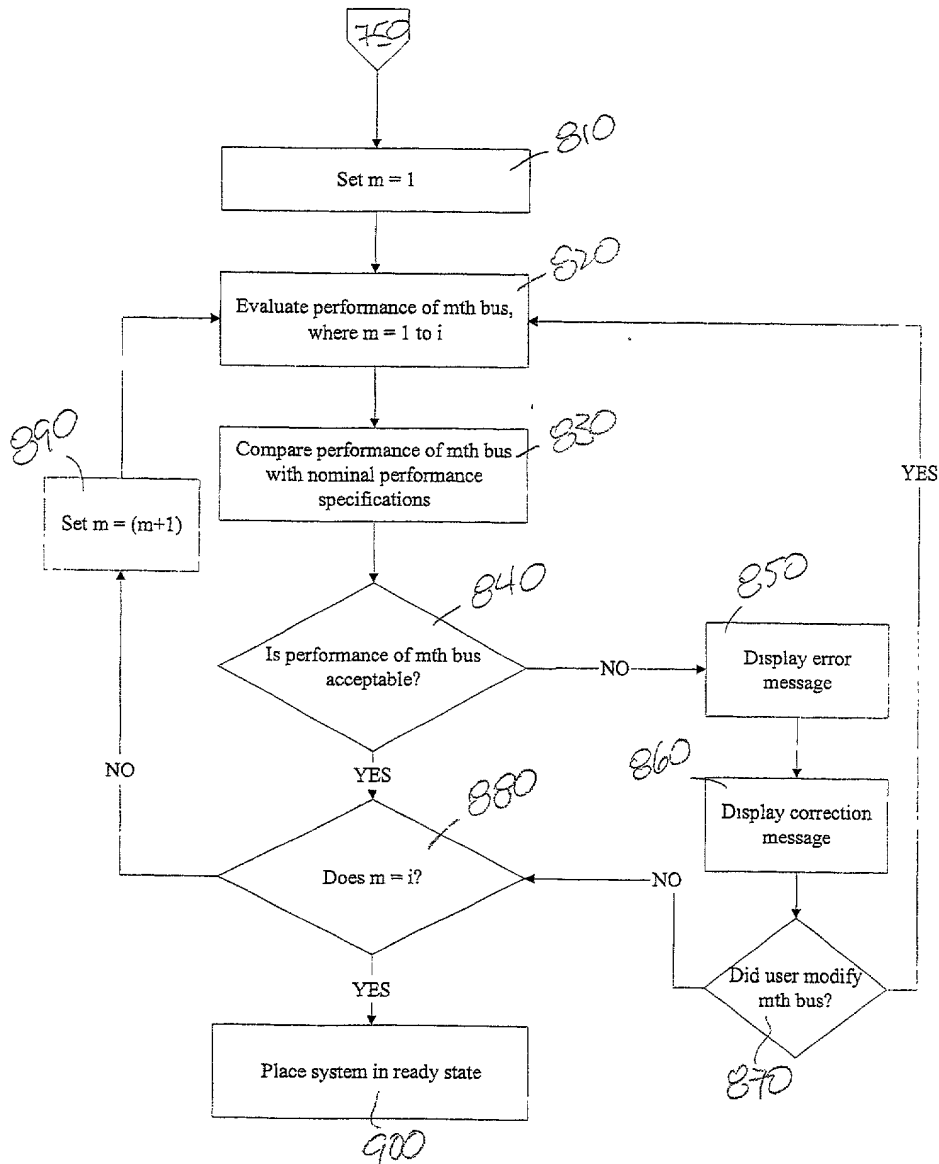 750
810
Set m = 1
820
Evaluate performance of mth bus,
where m = 1 to i
830
Compare performance of mth bus
with nominal performance
specifications
890
Set m = (m+1)
YES
840
Is performance of mth bus
acceptable?
NO
850
Display error
message
NO
YES
860
Display correction
message
880
Does m = i?
NO
Did user modify
mth bus?
870
YES
Place system in ready state
900